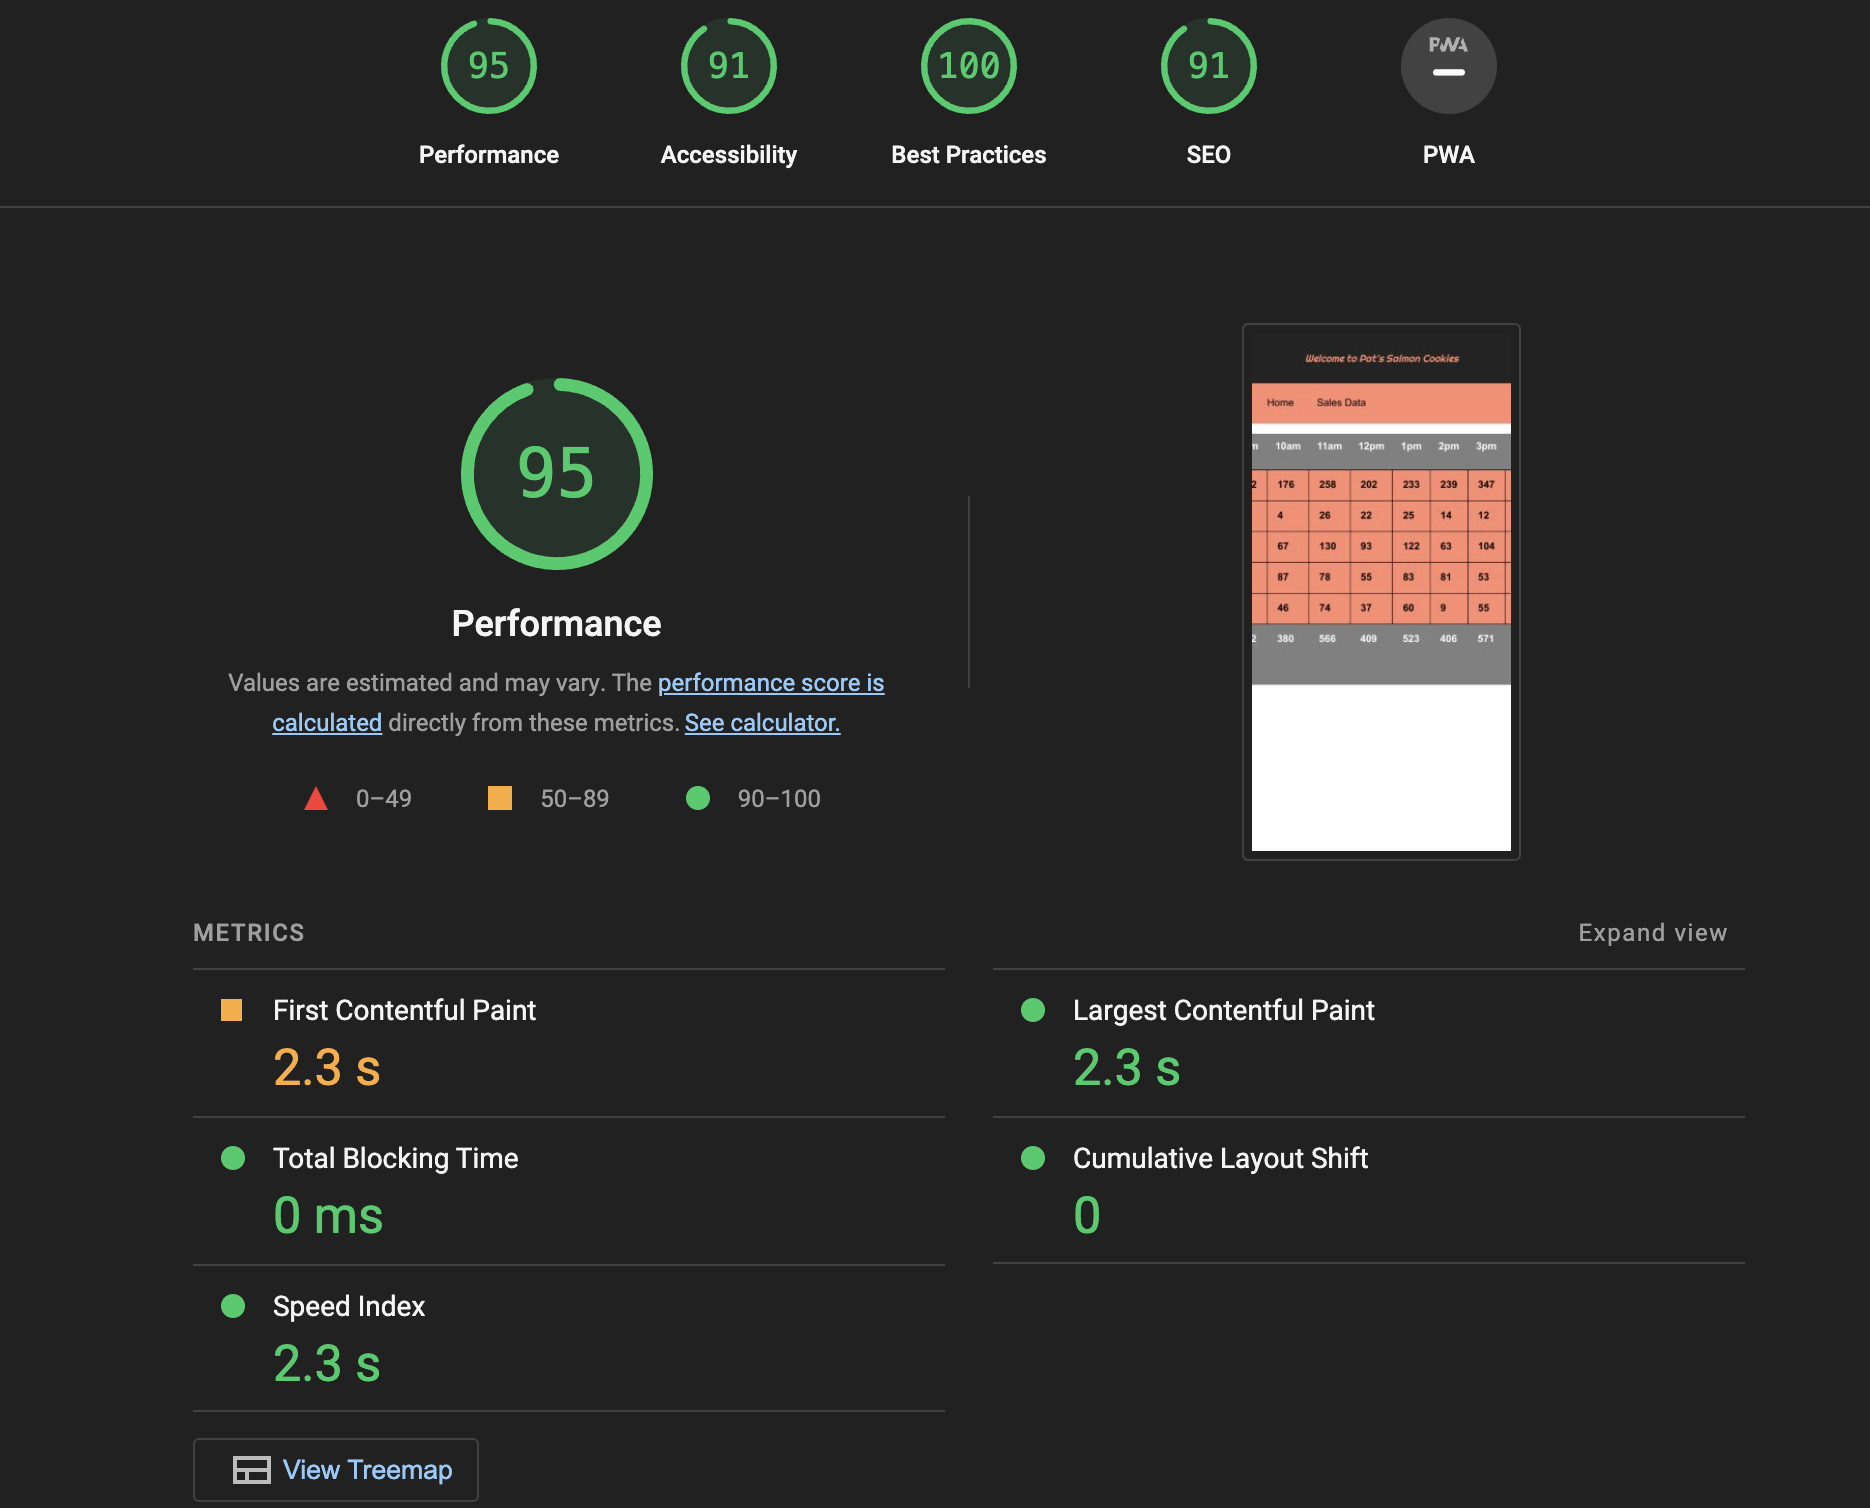 95 91 100 91 PWA
Performance Accessibility Best Practices SEO PWA
95
Performance
Values are estimated and may vary. The performance score is
calculated directly from these metrics. See calculator.
0–49 50–89 90–100
Welcome to Pat's Salmon Cookies
Home Sales Data
10am 11am 12pm 1pm 2pm 3pm
2 176 258 202 233 239 347
4 26 22 25 14 12
67 130 93 122 63 104
87 78 55 83 81 53
46 74 37 60 9 55
2 380 566 409 523 406 571
METRICS Expand view
First Contentful Paint
2.3 s
Largest Contentful Paint
2.3 s
Total Blocking Time
0 ms
Cumulative Layout Shift
0
Speed Index
2.3 s
View Treemap